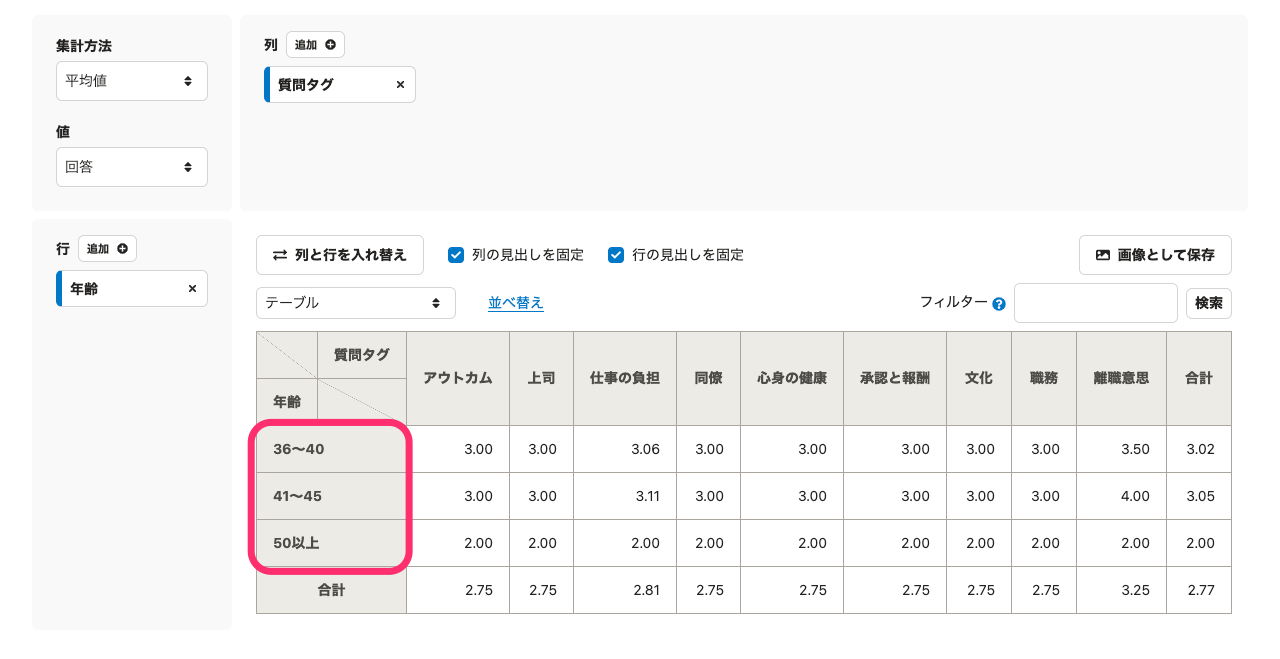 集計方法
平均値
値
回答
列 追加
質問タグ ×
行 追加
年齢 ×
列と行を入れ替え 列の見出しを固定 行の見出しを固定 画像として保存
テーブル 並べ替え フィルター ? 検索
質問タグ
年齢
アウトカム 上司 仕事の負担 同僚 心身の健康 承認と報酬 文化 職務 離職意思 合計
36〜40 3.00 3.00 3.06 3.00 3.00 3.00 3.00 3.00 3.50 3.02
41〜45 3.00 3.00 3.11 3.00 3.00 3.00 3.00 3.00 4.00 3.05
50以上 2.00 2.00 2.00 2.00 2.00 2.00 2.00 2.00 2.00 2.00
合計 2.75 2.75 2.81 2.75 2.75 2.75 2.75 2.75 3.25 2.77